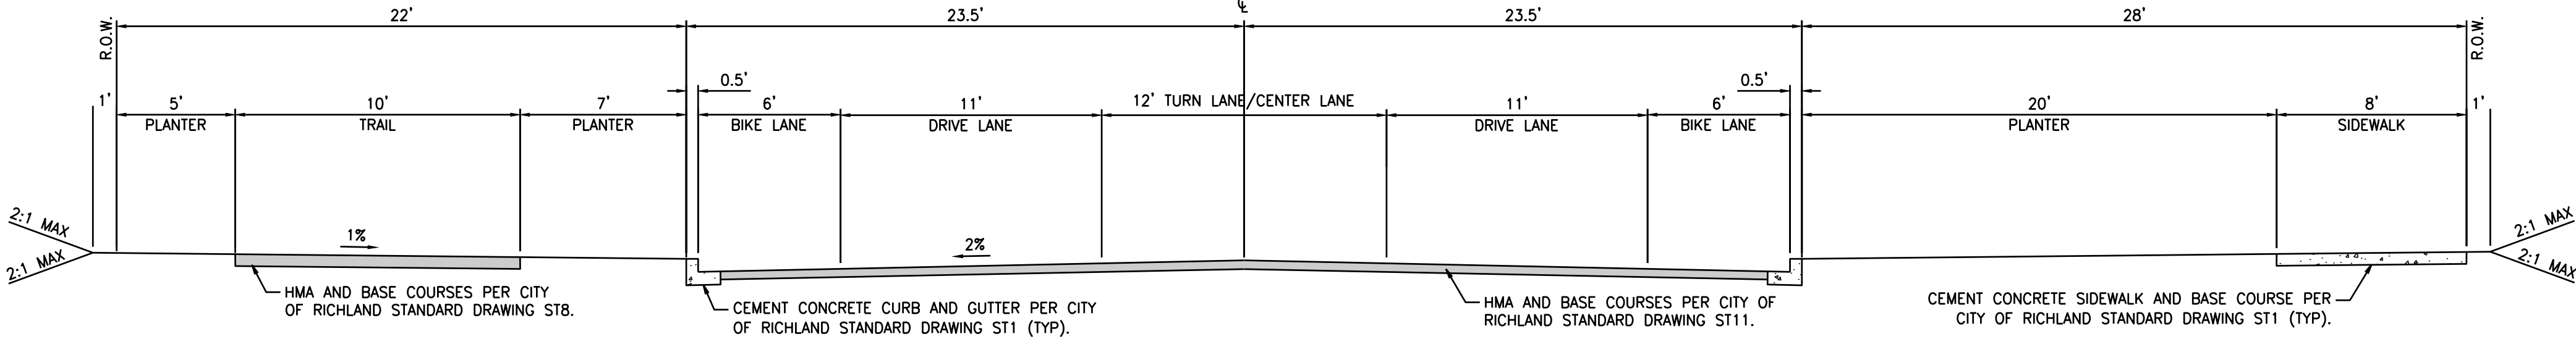 ℄
22'
23.5'
23.5'
28'
R.O.W.
R.O.W.
0.5'
0.5'
1'
5'
10'
7'
6'
11'
12' TURN LANE/CENTER LANE
11'
6'
20'
8'
1'
PLANTER
TRAIL
PLANTER
BIKE LANE
DRIVE LANE
DRIVE LANE
BIKE LANE
PLANTER
SIDEWALK
2:1 MAX
2:1 MAX
1%
2%
2:1 MAX
2:1 MAX
HMA AND BASE COURSES PER CITY
OF RICHLAND STANDARD DRAWING ST8.
CEMENT CONCRETE CURB AND GUTTER PER CITY
OF RICHLAND STANDARD DRAWING ST1 (TYP).
HMA AND BASE COURSES PER CITY OF
RICHLAND STANDARD DRAWING ST11.
CEMENT CONCRETE SIDEWALK AND BASE COURSE PER
CITY OF RICHLAND STANDARD DRAWING ST1 (TYP).